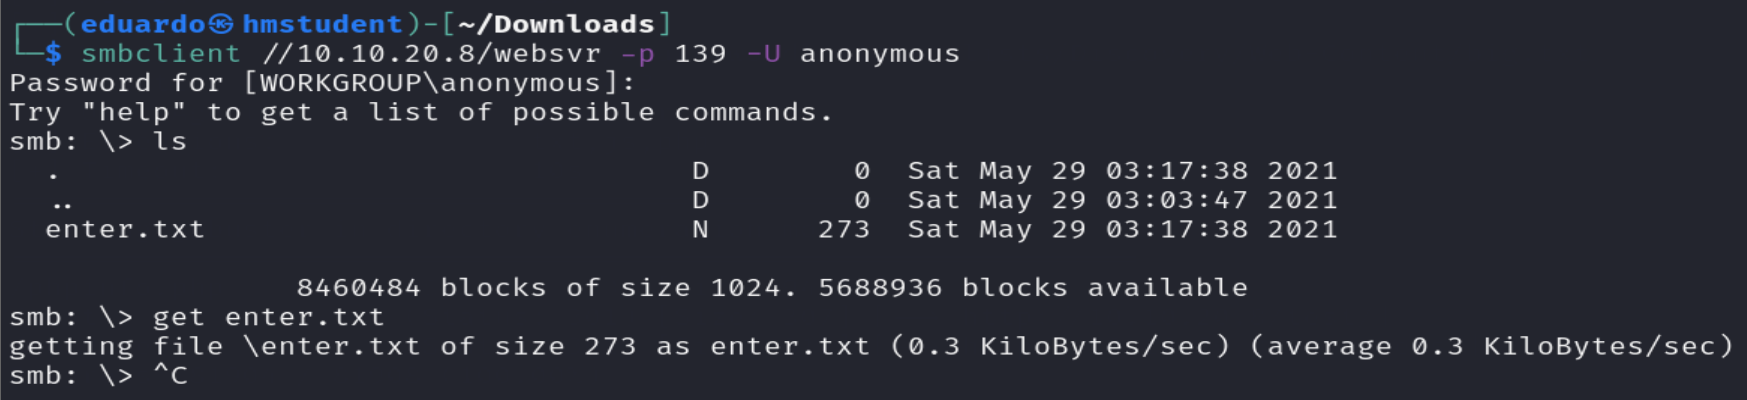 ┌──(eduardo㉿hmstudent)-[~/Downloads]
└─$ smbclient //10.10.20.8/websvr -p 139 -U anonymous
Password for [WORKGROUP\anonymous]:
Try "help" to get a list of possible commands.
smb: \> ls
  .                                   D        0  Sat May 29 03:17:38 2021
  ..                                  D        0  Sat May 29 03:03:47 2021
  enter.txt                           N      273  Sat May 29 03:17:38 2021
                8460484 blocks of size 1024. 5688936 blocks available
smb: \> get enter.txt
getting file \enter.txt of size 273 as enter.txt (0.3 KiloBytes/sec) (average 0.3 KiloBytes/sec)
smb: \> ^C